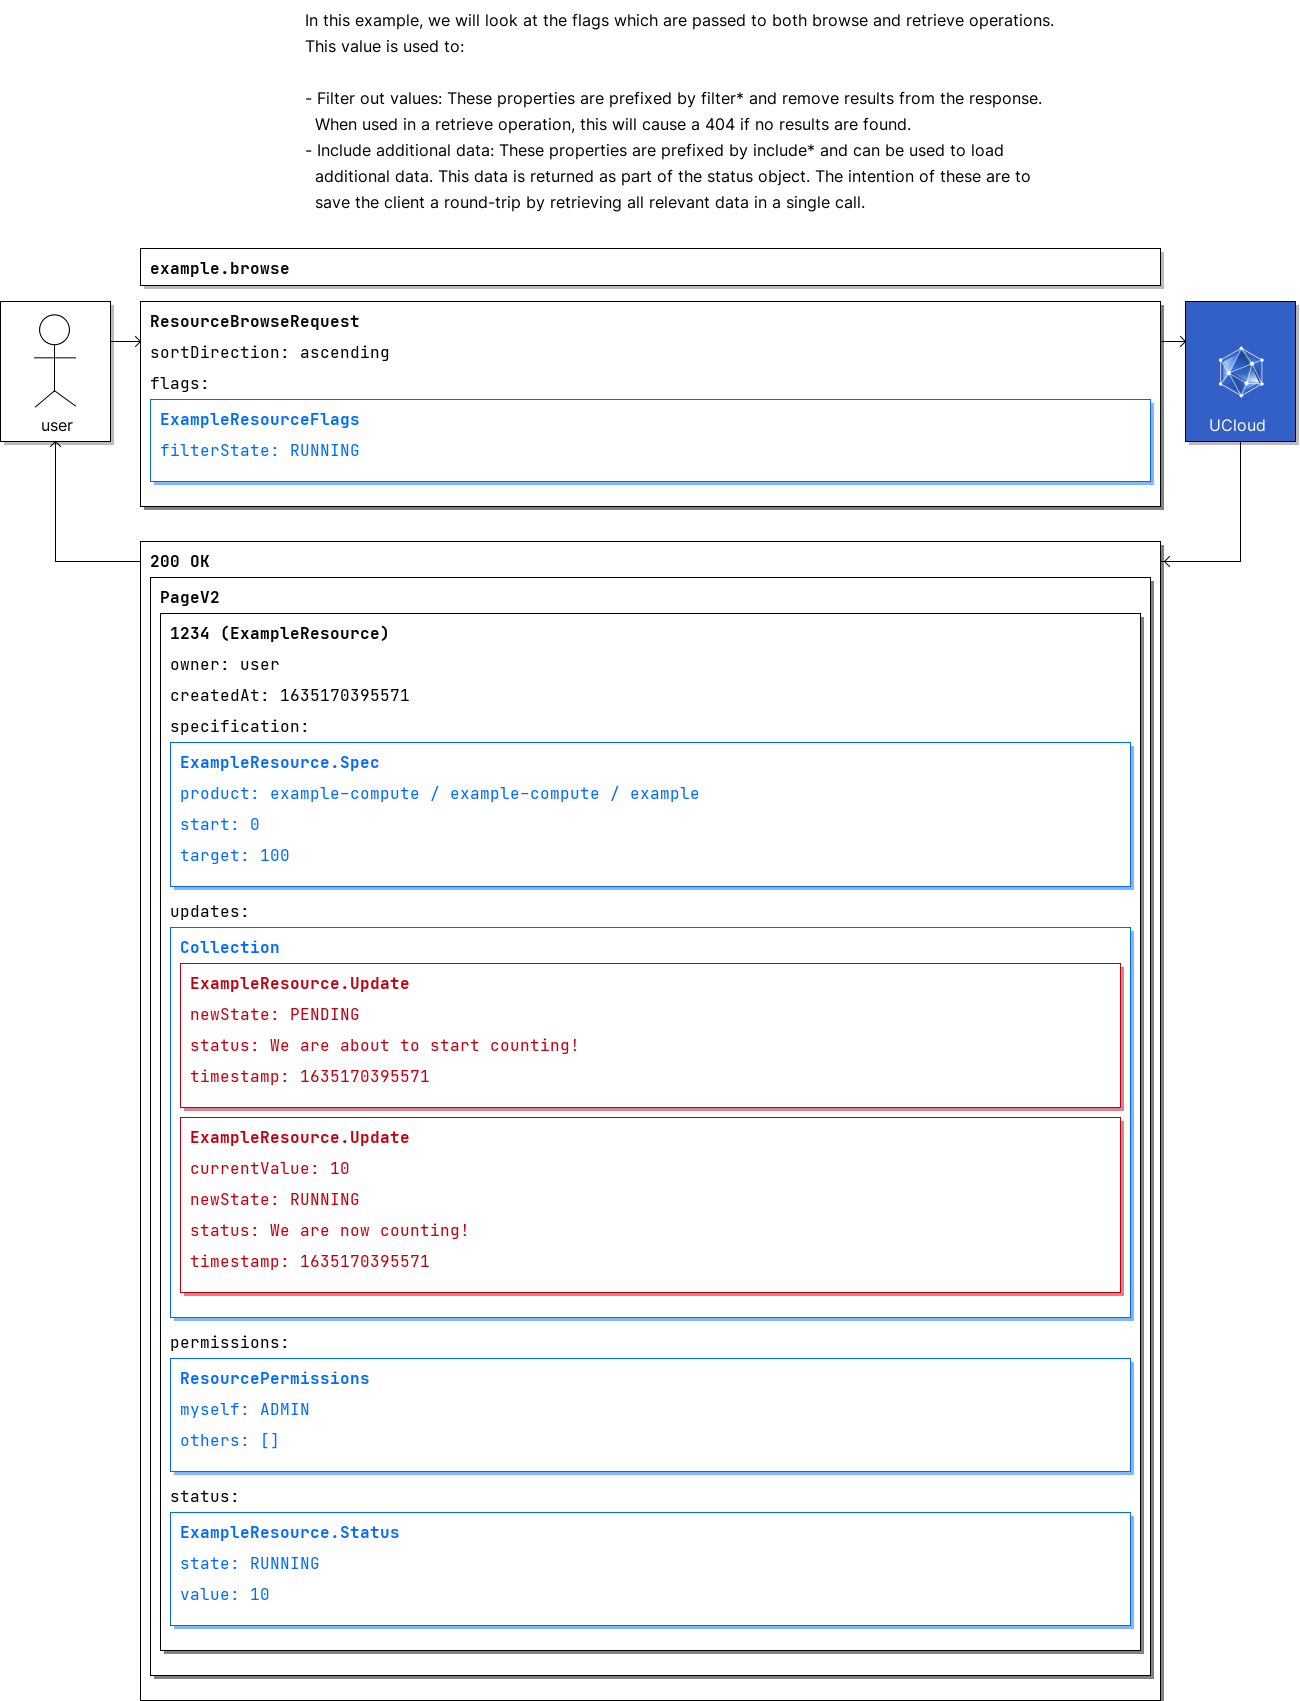 In this example, we will look at the flags which are passed to both browse and retrieve operations.
This value is used to:
- Filter out values: These properties are prefixed by filter* and remove results from the response.
When used in a retrieve operation, this will cause a 404 if no results are found.
- Include additional data: These properties are prefixed by include* and can be used to load
additional data. This data is returned as part of the status object. The intention of these are to
save the client a round-trip by retrieving all relevant data in a single call.
example.browse
user
ResourceBrowseRequest
sortDirection: ascending
flags:
ExampleResourceFlags
filterState: RUNNING
UCloud
200 OK
PageV2
1234 (ExampleResource)
owner: user
createdAt: 1635170395571
specification:
ExampleResource.Spec
product: example-compute / example-compute / example
start: 0
target: 100
updates:
Collection
ExampleResource.Update
newState: PENDING
status: We are about to start counting!
timestamp: 1635170395571
ExampleResource.Update
currentValue: 10
newState: RUNNING
status: We are now counting!
timestamp: 1635170395571
permissions:
ResourcePermissions
myself: ADMIN
others: []
status:
ExampleResource.Status
state: RUNNING
value: 10